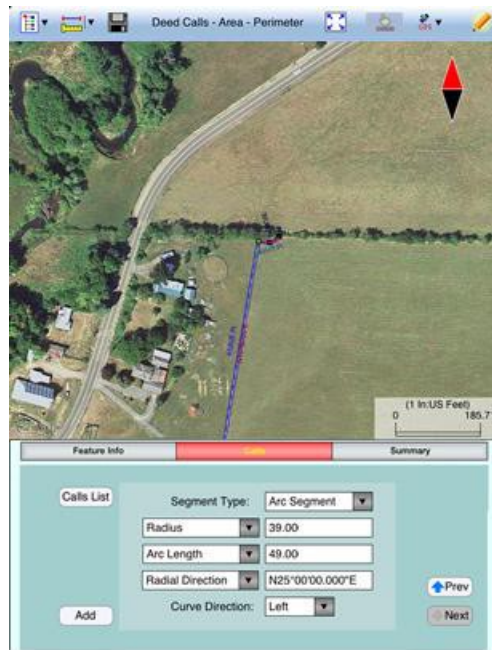 Deed Calls - Area - Perimeter
GPS
(1 In:US Feet)
0 185.7
Feature Info Calls Summary
Calls List Segment Type: Arc Segment
Radius 39.00
Arc Length 49.00
Radial Direction N25°00'00.000"E Prev
Add Curve Direction: Left Next